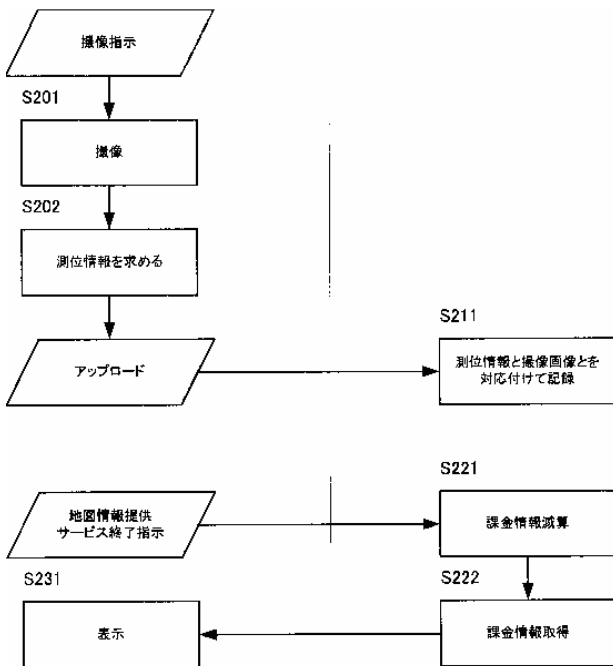 撮像指示
S201
撮像
S202
測位情報を求める
アップロード
S211
測位情報と撮像画像とを
対応付けて記録
地図情報提供
サービス終了指示
S221
課金情報減算
S222
課金情報取得
S231
表示